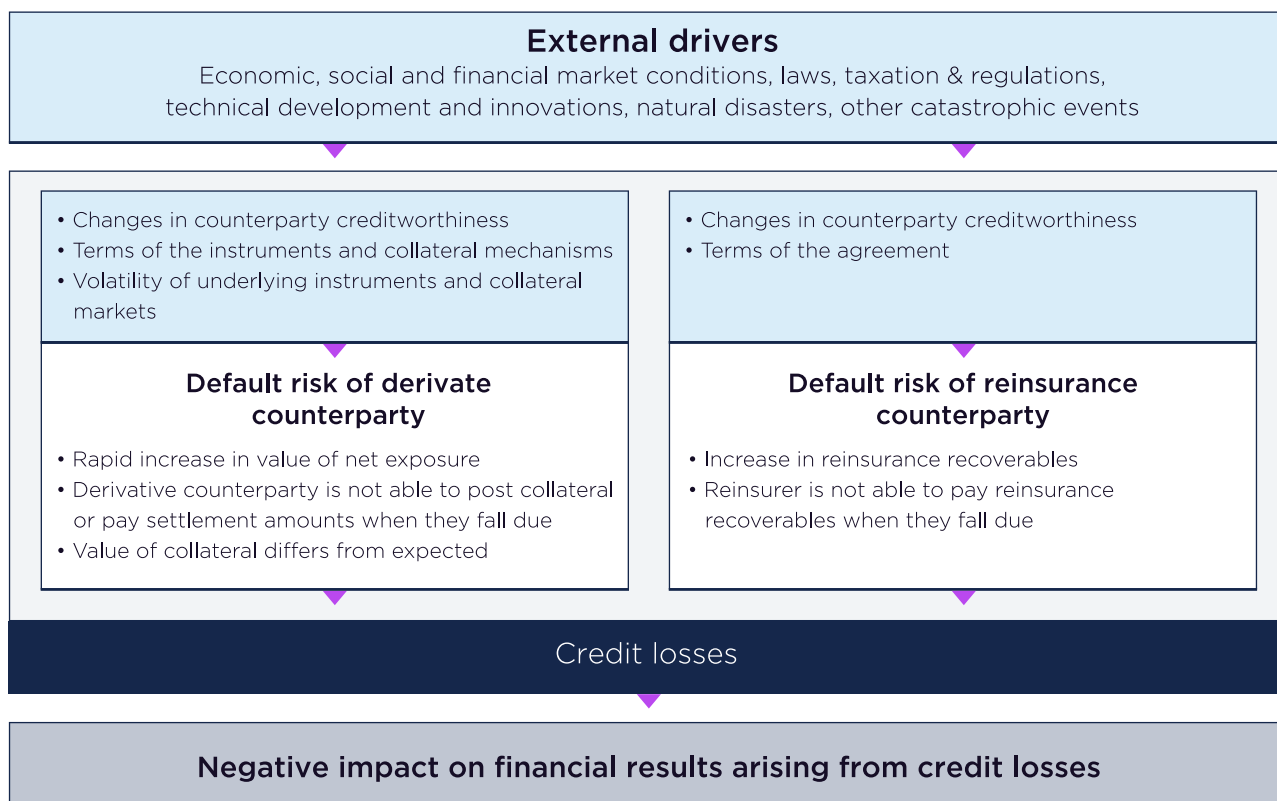 External drivers
Economic, social and financial market conditions, laws, taxation & regulations,
technical development and innovations, natural disasters, other catastrophic events
• Changes in counterparty creditworthiness
• Terms of the instruments and collateral mechanisms
• Volatility of underlying instruments and collateral
markets
Default risk of derivate
counterparty
• Rapid increase in value of net exposure
• Derivative counterparty is not able to post collateral
or pay settlement amounts when they fall due
• Value of collateral differs from expected
• Changes in counterparty creditworthiness
• Terms of the agreement
Default risk of reinsurance
counterparty
• Increase in reinsurance recoverables
• Reinsurer is not able to pay reinsurance
recoverables when they fall due
Credit losses
Negative impact on financial results arising from credit losses